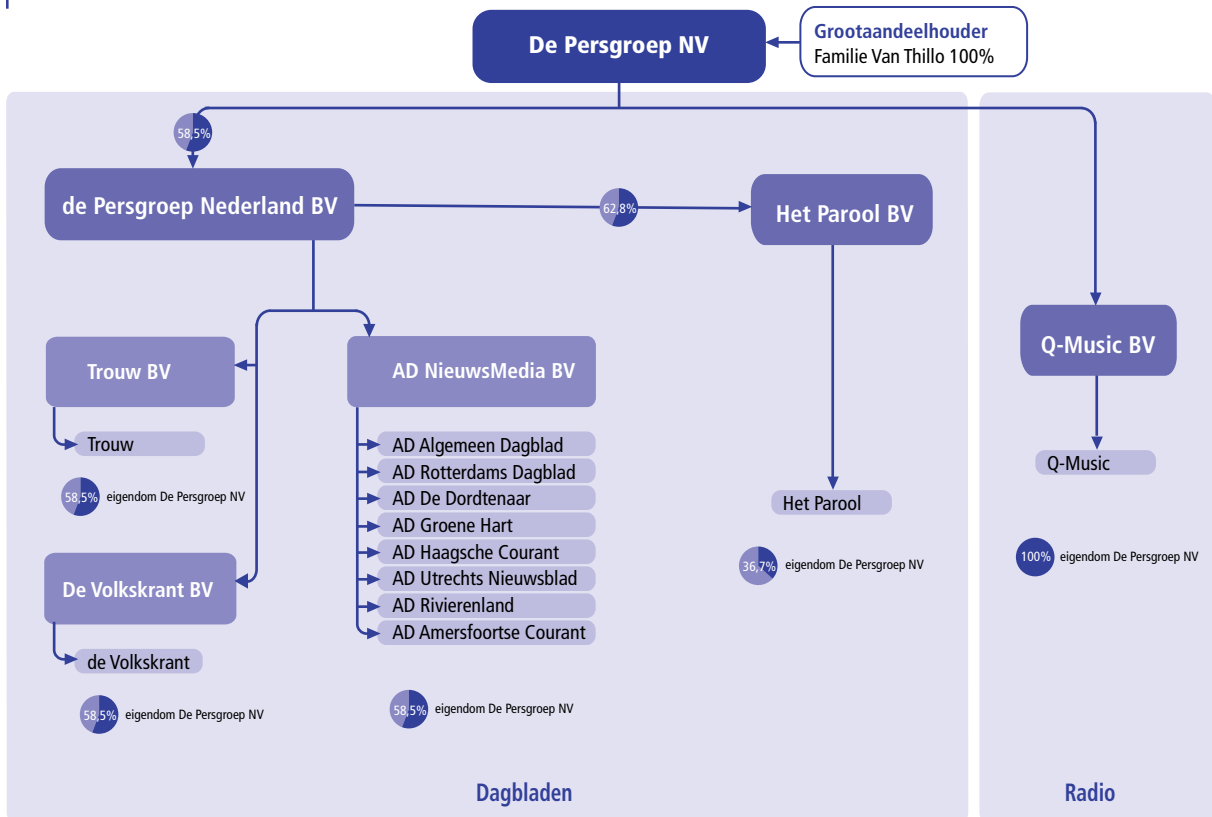 De Persgroep NV
Grootaandeelhouder
Familie Van Thillo 100%
58,5%
de Persgroep Nederland BV
62,8%
Het Parool BV
Q-Music BV
Trouw BV
AD NieuwsMedia BV
Trouw
58,5% eigendom De Persgroep NV
De Volkskrant BV
de Volkskrant
58,5% eigendom De Persgroep NV
AD Algemeen Dagblad
AD Rotterdams Dagblad
AD De Dordtenaar
AD Groene Hart
AD Haagsche Courant
AD Utrechts Nieuwsblad
AD Rivierenland
AD Amersfoortse Courant
58,5% eigendom De Persgroep NV
Het Parool
36,7% eigendom De Persgroep NV
Q-Music
100% eigendom De Persgroep NV
Dagbladen
Radio